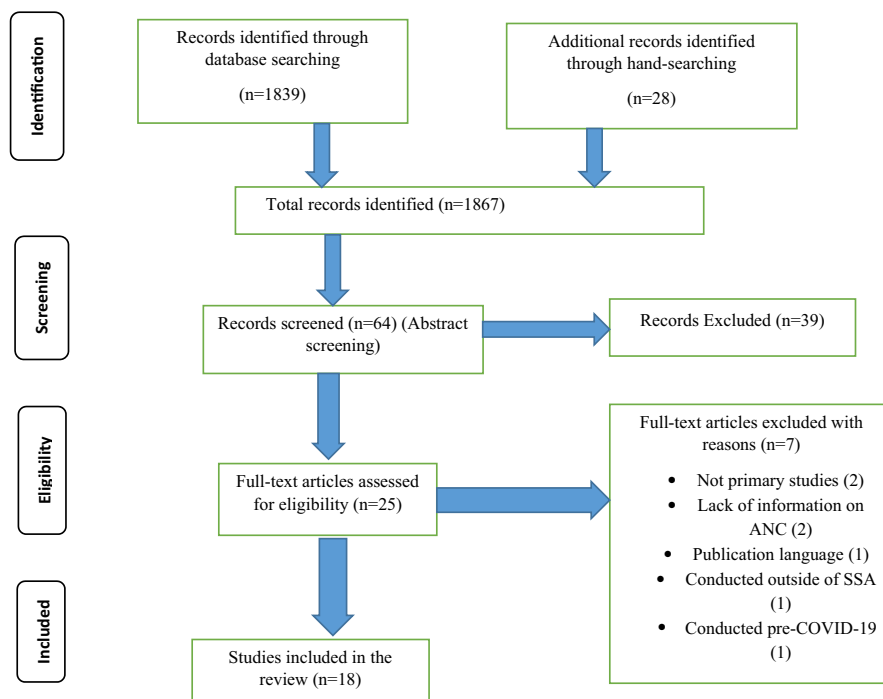 Identification
Records identified through
database searching
(n=1839)
Additional records identified
through hand-searching
(n=28)
Total records identified (n=1867)
Screening
Records screened (n=64) (Abstract
screening)
Records Excluded (n=39)
Eligibility
Full-text articles assessed
for eligibility (n=25)
Full-text articles excluded with
reasons (n=7)
• Not primary studies (2)
• Lack of information on
ANC (2)
• Publication language (1)
• Conducted outside of SSA
(1)
• Conducted pre-COVID-19
(1)
Included
Studies included in the
review (n=18)